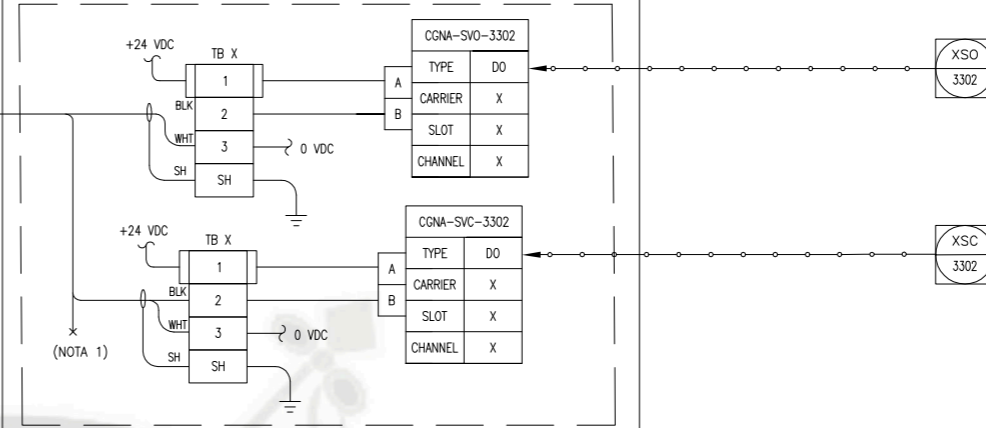 CGNA-SVO-3302
+24 VDC
TB X
TYPE DO
XSO
3302
1
A
CARRIER X
BLK
2
B
SLOT X
WHT
3
0 VDC
CHANNEL X
SH
SH
CGNA-SVC-3302
+24 VDC
TB X
TYPE DO
XSC
3302
1
A
CARRIER X
BLK
2
B
SLOT X
WHT
3
0 VDC
CHANNEL X
(NOTA 1)
SH
SH